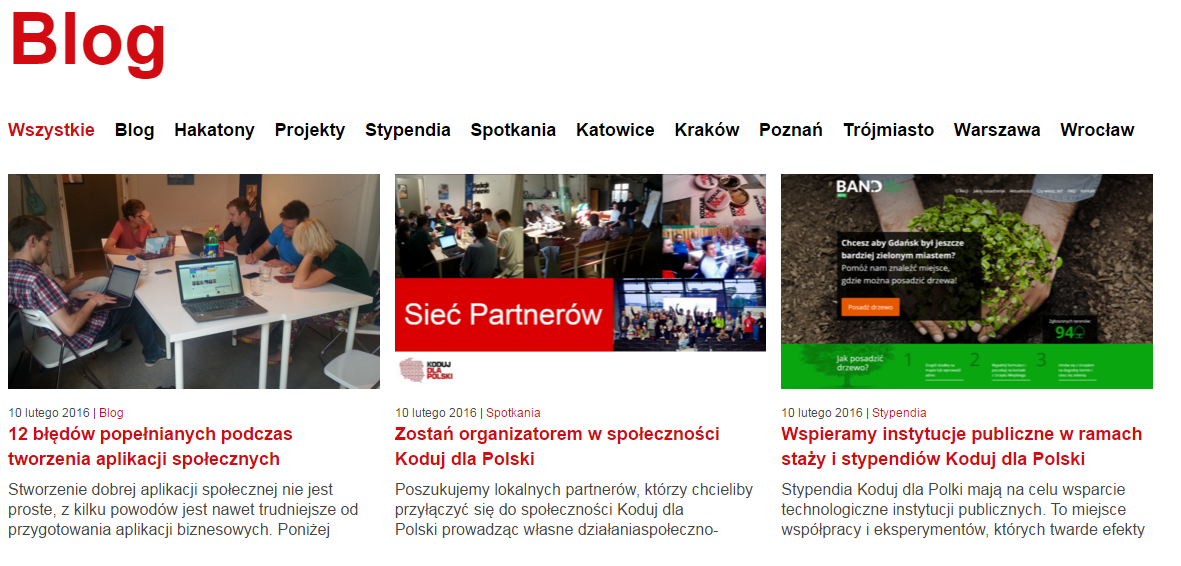 Blog
Wszystkie Blog Hakatony Projekty Stypendia Spotkania Katowice Kraków Poznań Trójmiasto Warszawa Wrocław
Sieć Partnerów
KODUJ
DLA
POLSKI
BAND
Chcesz aby Gdańsk był jeszcze
bardziej zielonym miastem?
Pomóż nam znaleźć miejsce,
gdzie można posadzić drzewa!
Posadź drzewo
94
Jak posadzić
drzewo?
1 2 3
10 lutego 2016 | Blog
12 błędów popełnianych podczas
tworzenia aplikacji społecznych
Stworzenie dobrej aplikacji społecznej nie jest
proste, z kilku powodów jest nawet trudniejsze od
przygotowania aplikacji biznesowych. Poniżej
10 lutego 2016 | Spotkania
Zostań organizatorem w społeczności
Koduj dla Polski
Poszukujemy lokalnych partnerów, którzy chcieliby
przyłączyć się do społeczności Koduj dla
Polski prowadząc własne działaniaspołeczno-
10 lutego 2016 | Stypendia
Wspieramy instytucje publiczne w ramach
staży i stypendiów Koduj dla Polski
Stypendia Koduj dla Polki mają na celu wsparcie
technologiczne instytucji publicznych. To miejsce
współpracy i eksperymentów, których twarde efekty